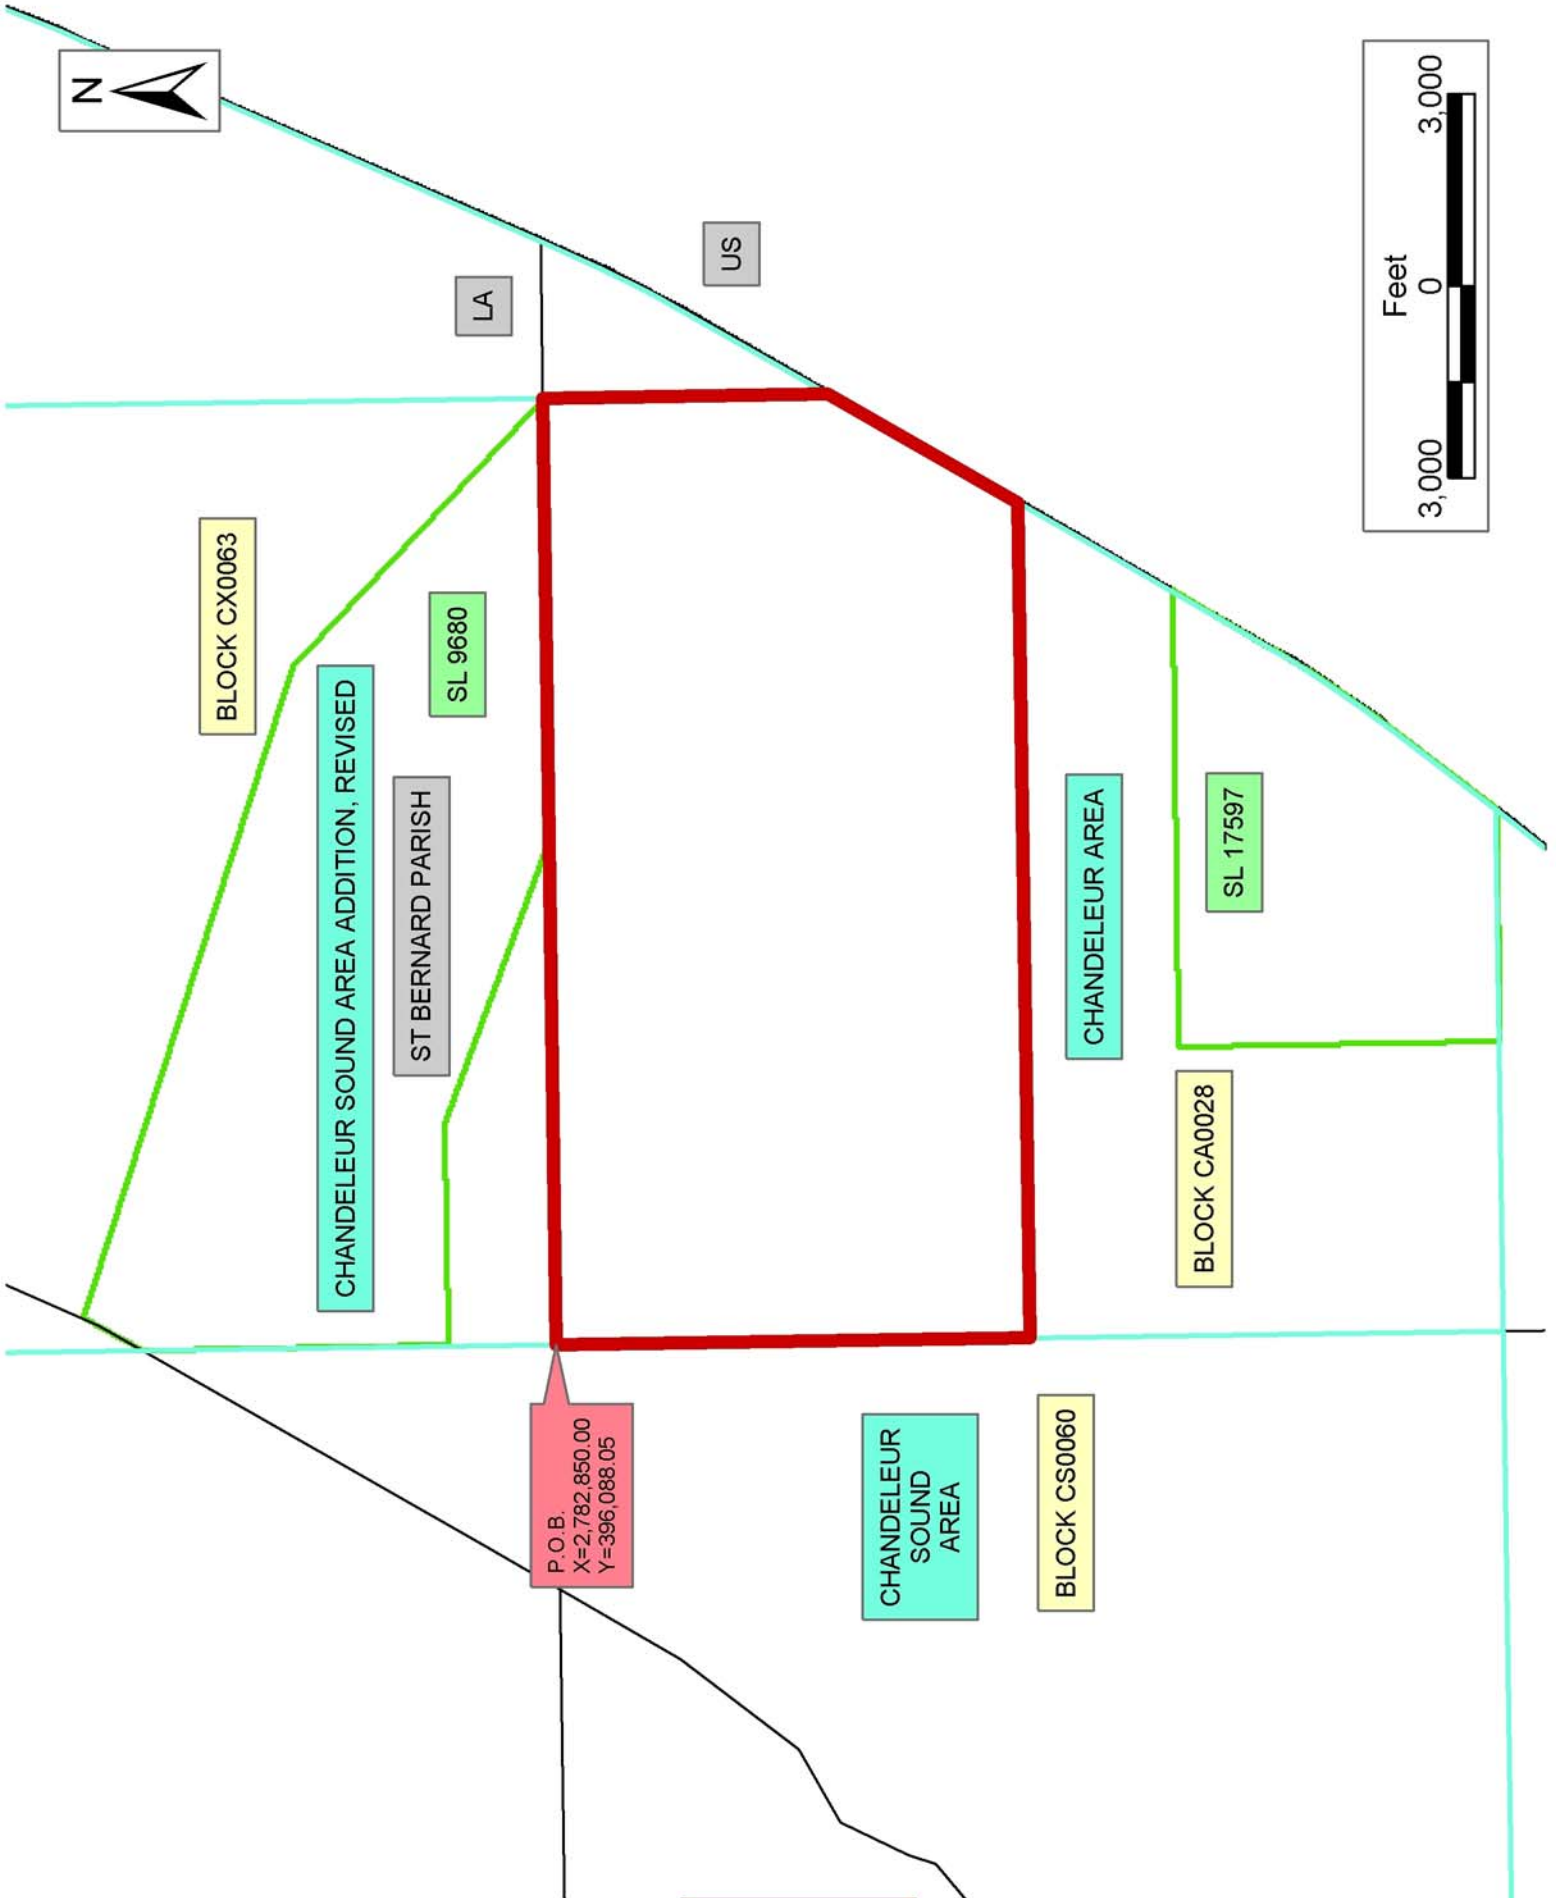 BLOCK CX0063
CHANDELEUR SOUND AREA ADDITION, REVISED
ST BERNARD PARISH
SL 9680
LA
N
P.O.B.
X=2,782,850.00
Y=396,088.05
US
CHANDELEUR
SOUND
AREA
BLOCK CS0060
CHANDELEUR AREA
BLOCK CA0028
SL 17597
Feet
3,000 0 3,000